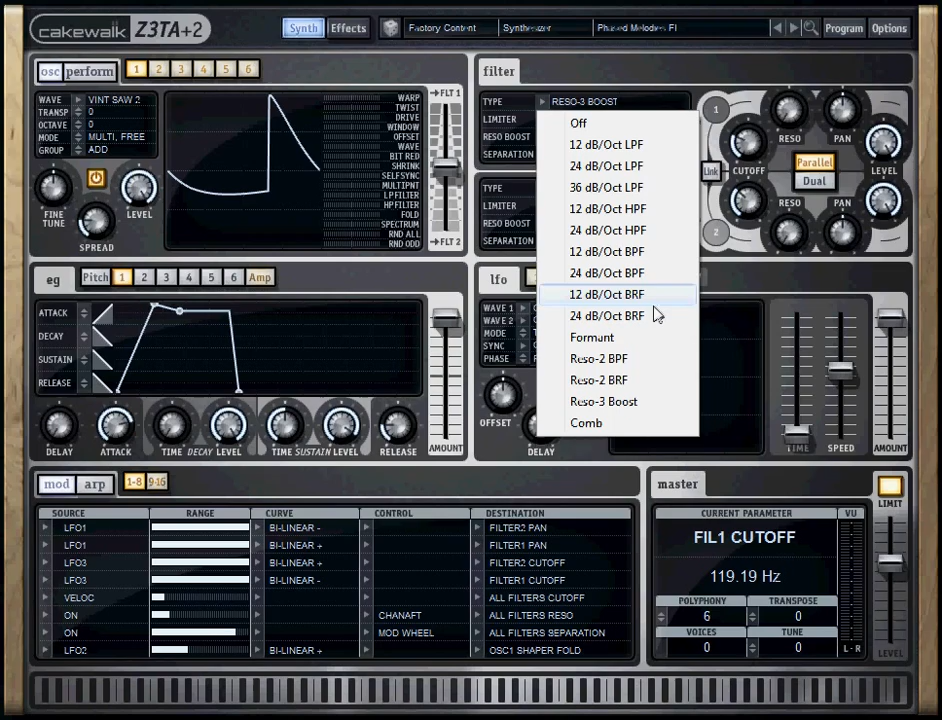 cakewalk Z3TA+2
Synth Effects
Factory Content Synthesizer Phased Melodies FI
Program Options
osc perform 1 2 3 4 5 6
WAVE VINT SAW 2
TRANSP 0
OCTAVE 0
MODE MULTI, FREE
GROUP ADD
FINE TUNE
LEVEL
SPREAD
WARP
TWIST
DRIVE
WINDOW
OFFSET
WAVE
BIT RED
SHRINK
SELFSYNC
MULTIPNT
LPFILTER
HPFILTER
FOLD
SPECTRUM
RND ALL
RND ODD
FLT 1
FLT 2
filter
TYPE RESO-3 BOOST
LIMITER
RESO BOOST
SEPARATION
TYPE
LIMITER
RESO BOOST
SEPARATION
Off
12 dB/Oct LPF
24 dB/Oct LPF
36 dB/Oct LPF
12 dB/Oct HPF
24 dB/Oct HPF
12 dB/Oct BPF
24 dB/Oct BPF
12 dB/Oct BRF
24 dB/Oct BRF
Formant
Reso-2 BPF
Reso-2 BRF
Reso-3 Boost
Comb
1
RESO PAN
Link CUTOFF Parallel LEVEL
Dual
2
RESO PAN
eg Pitch 1 2 3 4 5 6 Amp
ATTACK
DECAY
SUSTAIN
RELEASE
DELAY ATTACK TIME DECAY LEVEL TIME SUSTAIN LEVEL RELEASE AMOUNT
lfo
WAVE 1
WAVE 2
MODE
SYNC
PHASE
OFFSET
DELAY
TIME SPEED AMOUNT
mod arp 1-8 9-16
SOURCE RANGE CURVE CONTROL DESTINATION
LFO1 BI-LINEAR - FILTER2 PAN
LFO1 BI-LINEAR + FILTER1 PAN
LFO3 BI-LINEAR + FILTER2 CUTOFF
LFO3 BI-LINEAR - FILTER1 CUTOFF
VELOC ALL FILTERS CUTOFF
ON CHANAFT ALL FILTERS RESO
ON MOD WHEEL ALL FILTERS SEPARATION
LFO2 BI-LINEAR + OSC1 SHAPER FOLD
master
CURRENT PARAMETER VU
FIL1 CUTOFF
119.19 Hz
POLYPHONY TRANSPOSE
6 0
VOICES TUNE
0 0
L - R
LIMIT
LEVEL